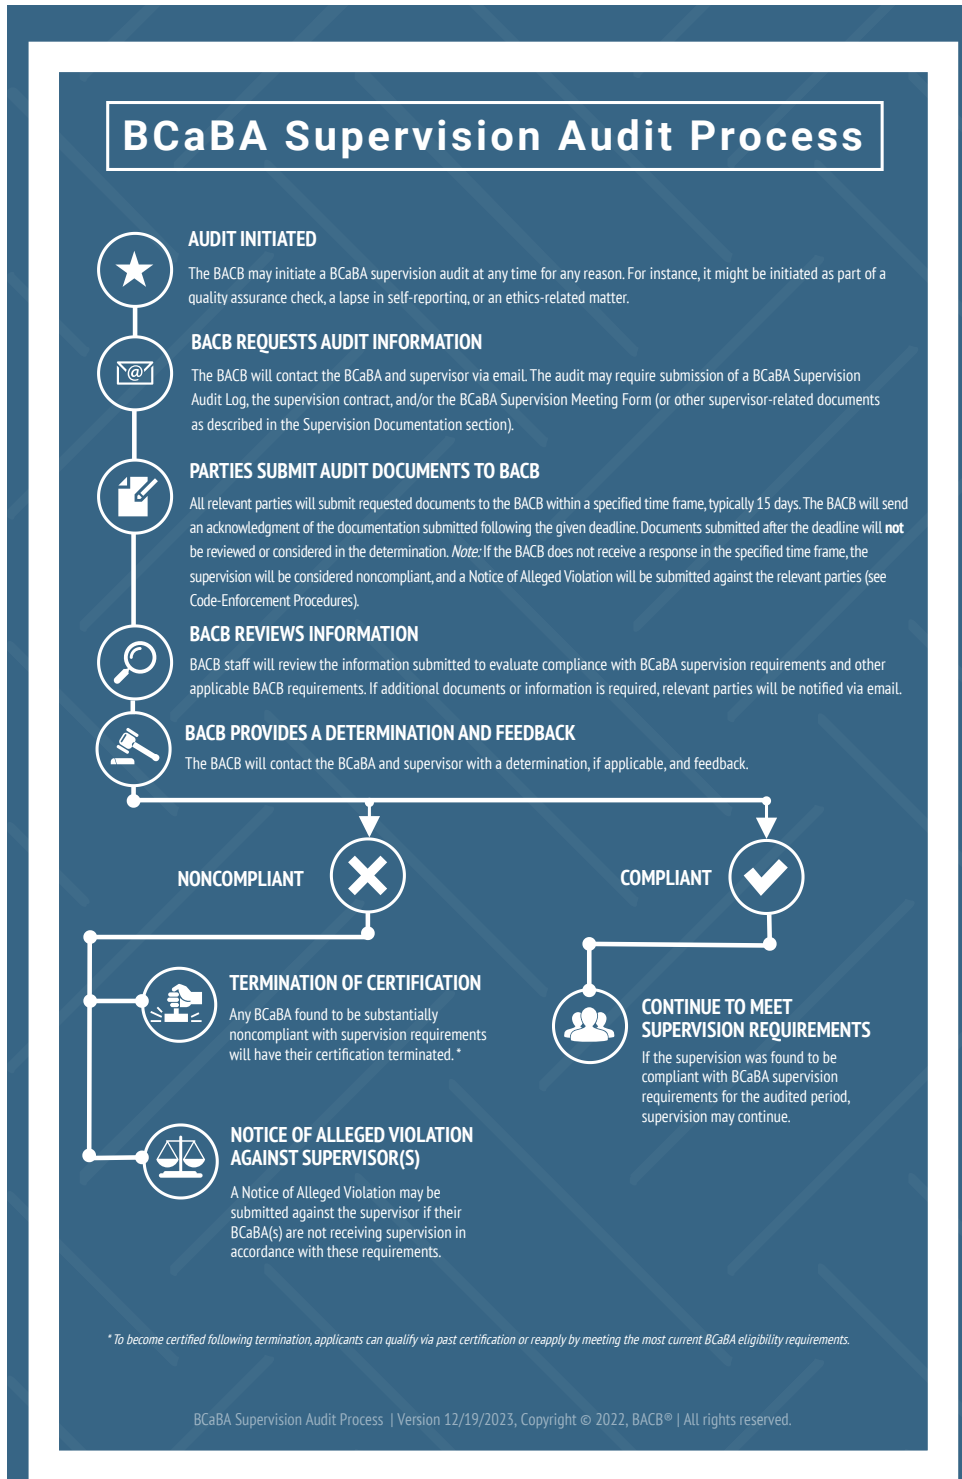 BCaBA Supervision Audit Process
AUDIT INITIATED
The BACB may initiate a BCaBA supervision audit at any time for any reason. For instance, it might be initiated as part of a
quality assurance check, a lapse in self-reporting, or an ethics-related matter.
BACB REQUESTS AUDIT INFORMATION
@
The BACB will contact the BCaBA and supervisor via email. The audit may require submission of a BCaBA Supervision
Audit Log, the supervision contract, and/or the BCaBA Supervision Meeting Form (or other supervisor-related documents
as described in the Supervision Documentation section).
PARTIES SUBMIT AUDIT DOCUMENTS TO BACB
All relevant parties will submit requested documents to the BACB within a specified time frame, typically 15 days. The BACB will send
an acknowledgment of the documentation submitted following the given deadline. Documents submitted after the deadline will not
be reviewed or considered in the determination. Note: If the BACB does not receive a response in the specified time frame, the
supervision will be considered noncompliant, and a Notice of Alleged Violation will be submitted against the relevant parties (see
Code-Enforcement Procedures).
BACB REVIEWS INFORMATION
BACB staff will review the information submitted to evaluate compliance with BCaBA supervision requirements and other
applicable BACB requirements. If additional documents or information is required, relevant parties will be notified via email.
BACB PROVIDES A DETERMINATION AND FEEDBACK
The BACB will contact the BCaBA and supervisor with a determination, if applicable, and feedback.
NONCOMPLIANT
COMPLIANT
TERMINATION OF CERTIFICATION
Any BCaBA found to be substantially
noncompliant with supervision requirements
will have their certification terminated. *
NOTICE OF ALLEGED VIOLATION
AGAINST SUPERVISOR(S)
A Notice of Alleged Violation may be
submitted against the supervisor if their
BCaBA(s) are not receiving supervision in
accordance with these requirements.
CONTINUE TO MEET
SUPERVISION REQUIREMENTS
If the supervision was found to be
compliant with BCaBA supervision
requirements for the audited period,
supervision may continue.
* To become certified following termination, applicants can qualify via past certification or reapply by meeting the most current BCaBA eligibility requirements.
BCaBA Supervision Audit Process | Version 12/19/2023, Copyright © 2022, BACB® | All rights reserved.